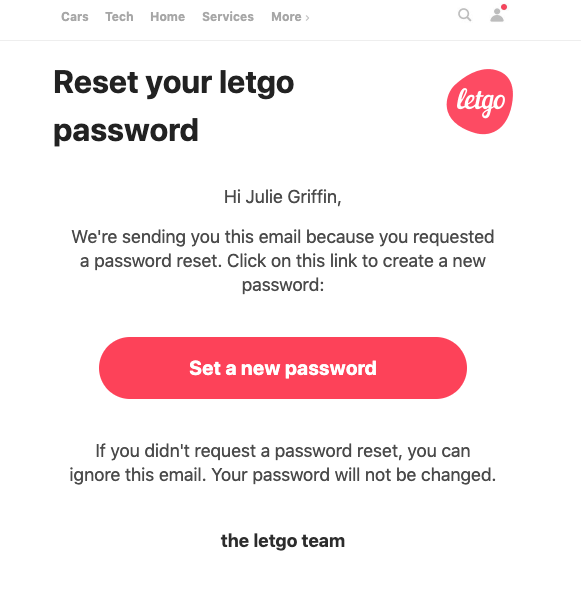 Cars Tech Home Services More ›
Reset your letgo
letgo
password
Hi Julie Griffin,
We're sending you this email because you requested
a password reset. Click on this link to create a new
password:
Set a new password
If you didn't request a password reset, you can
ignore this email. Your password will not be changed.
the letgo team